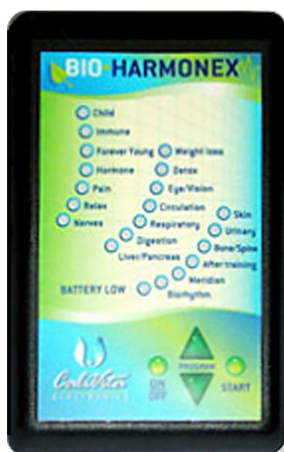 BIO-HARMONEX
Child
Immune
Forever Young
Weight loss
Hormone
Detox
Pain
Eye/Vision
Relax
Circulation
Skin
Nerves
Respiratory
Urinary
Digestion
Bone/Spine
Liver/Pancreas
After training
Meridian
BATTERY LOW
Biorhythm
PROGRAM
CalVita
ELECTRONICS
ON
OFF
START